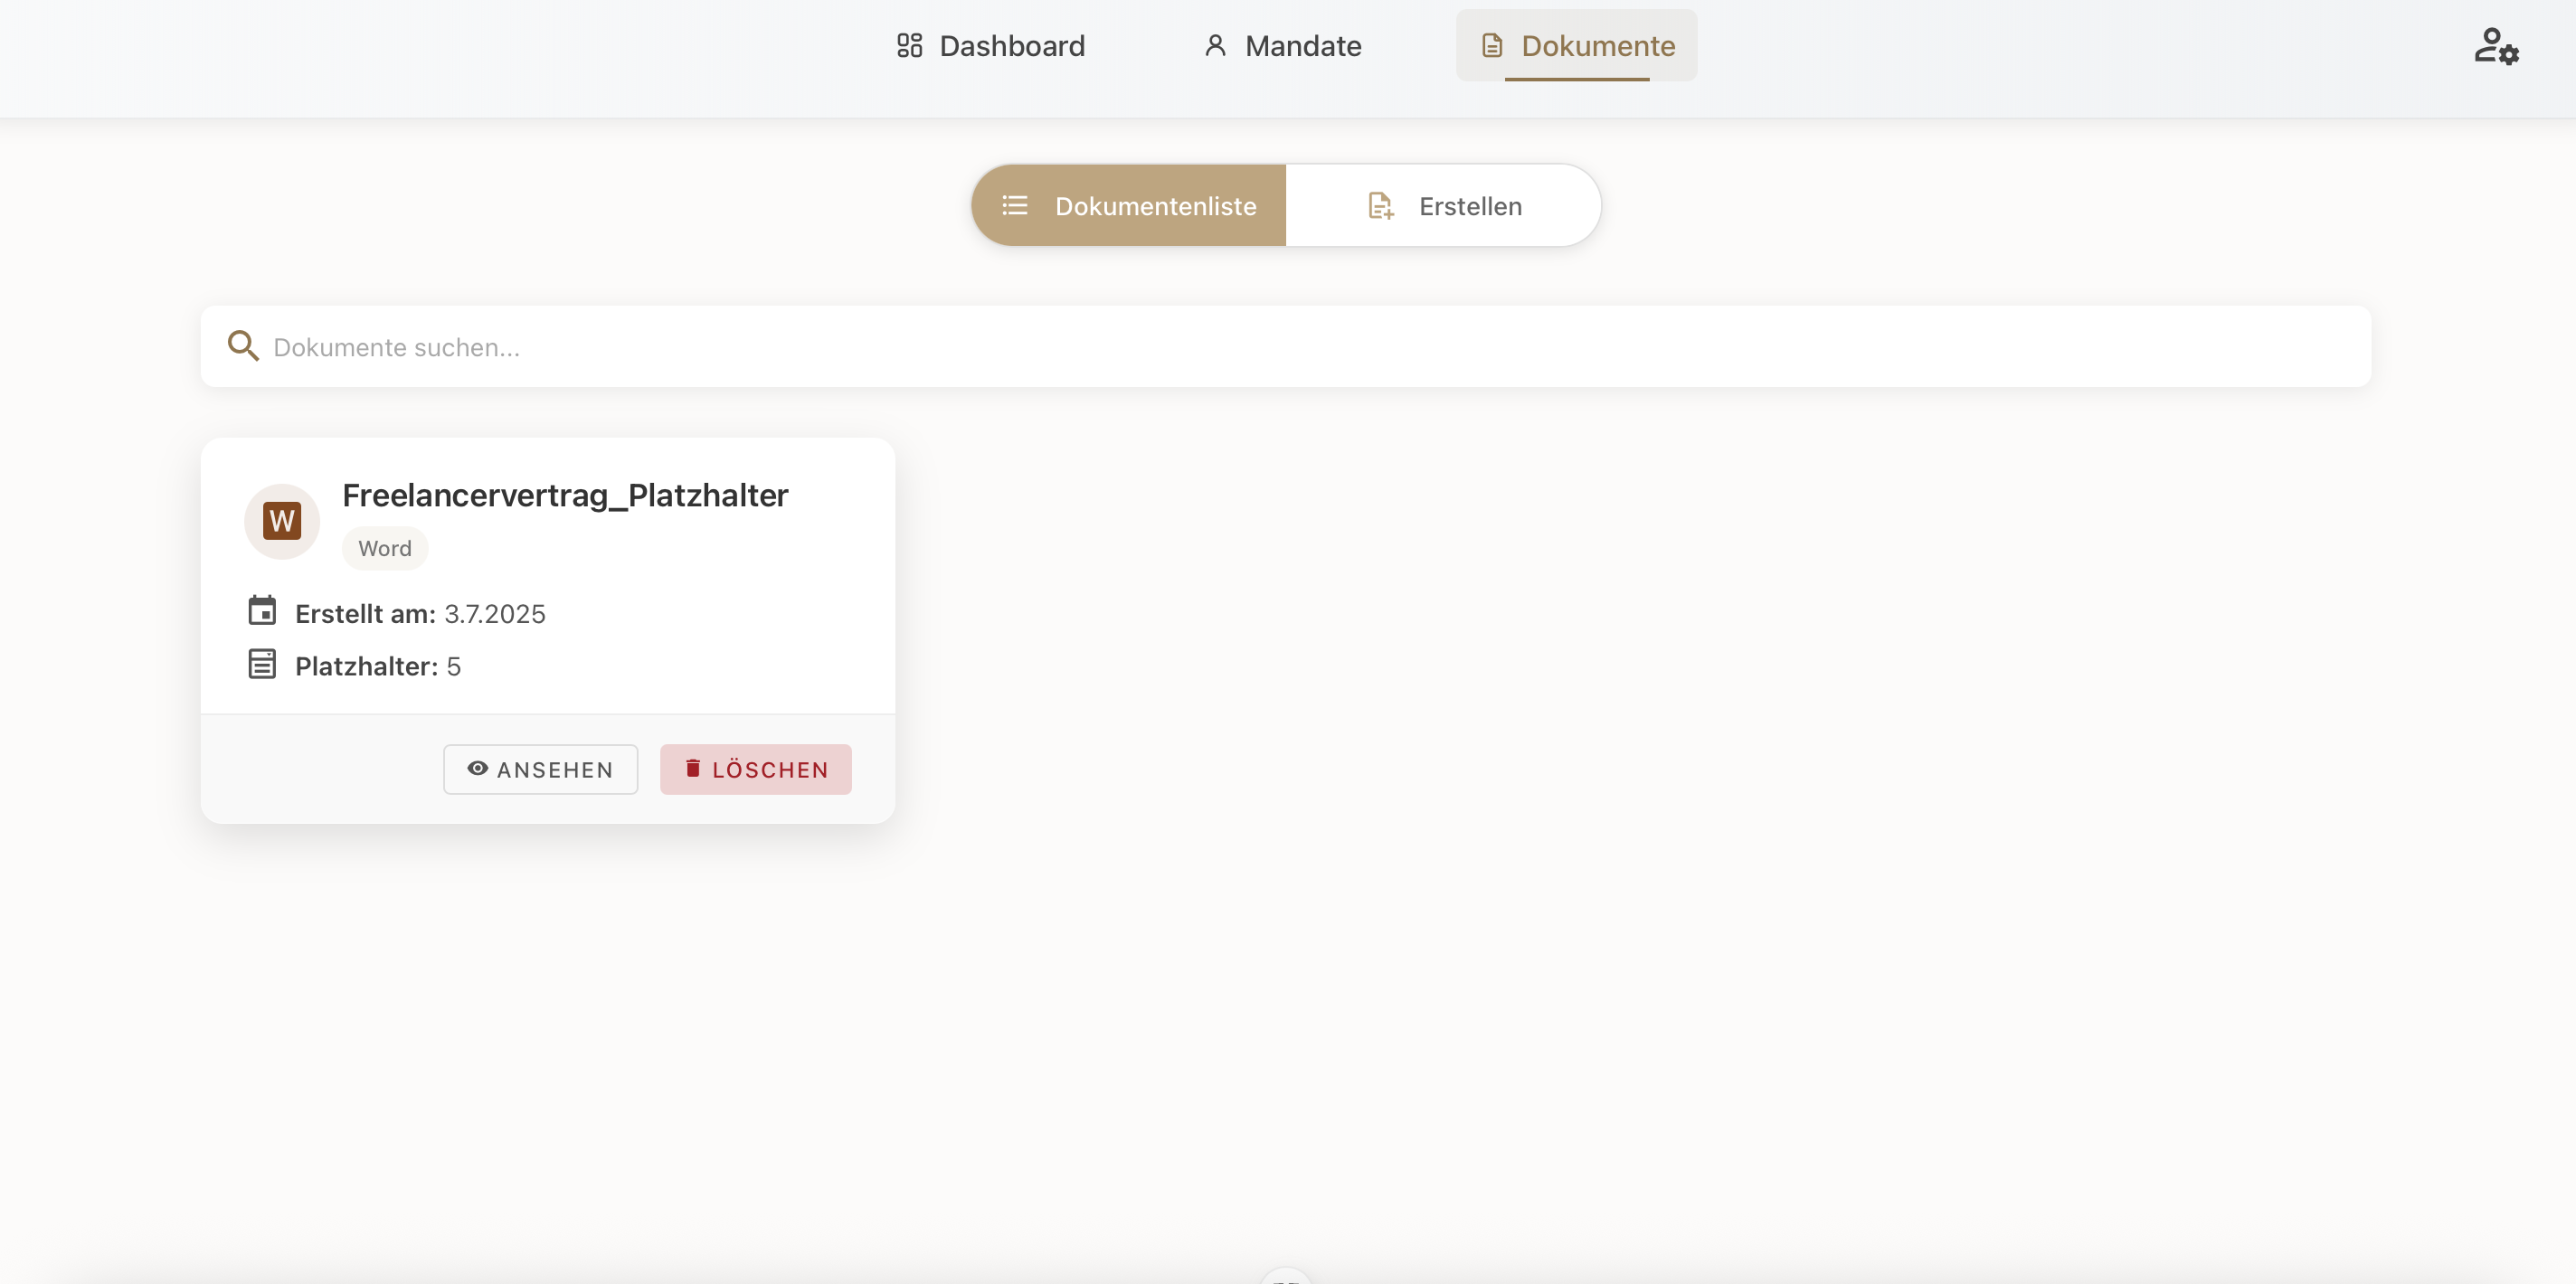 Dashboard
Mandate
Dokumente
Dokumentenliste
Erstellen
Dokumente suchen...
W
Freelancervertrag_Platzhalter
Word
Erstellt am: 3.7.2025
Platzhalter: 5
ANSEHEN
LÖSCHEN